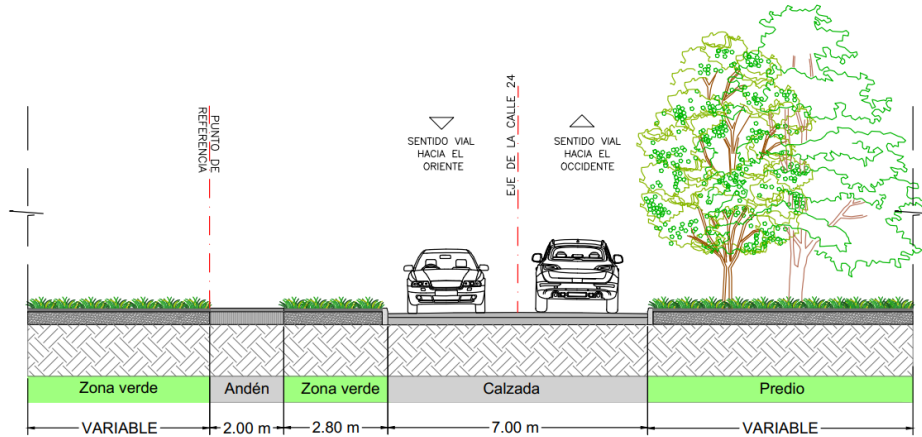 PUNTO DE
REFERENCIA
EJE DE LA CALLE 24
SENTIDO VIAL
HACIA EL
ORIENTE
SENTIDO VIAL
HACIA EL
OCCIDENTE
Zona verde
Andén
Zona verde
Calzada
Predio
VARIABLE
2.00 m
2.80 m
7.00 m
VARIABLE